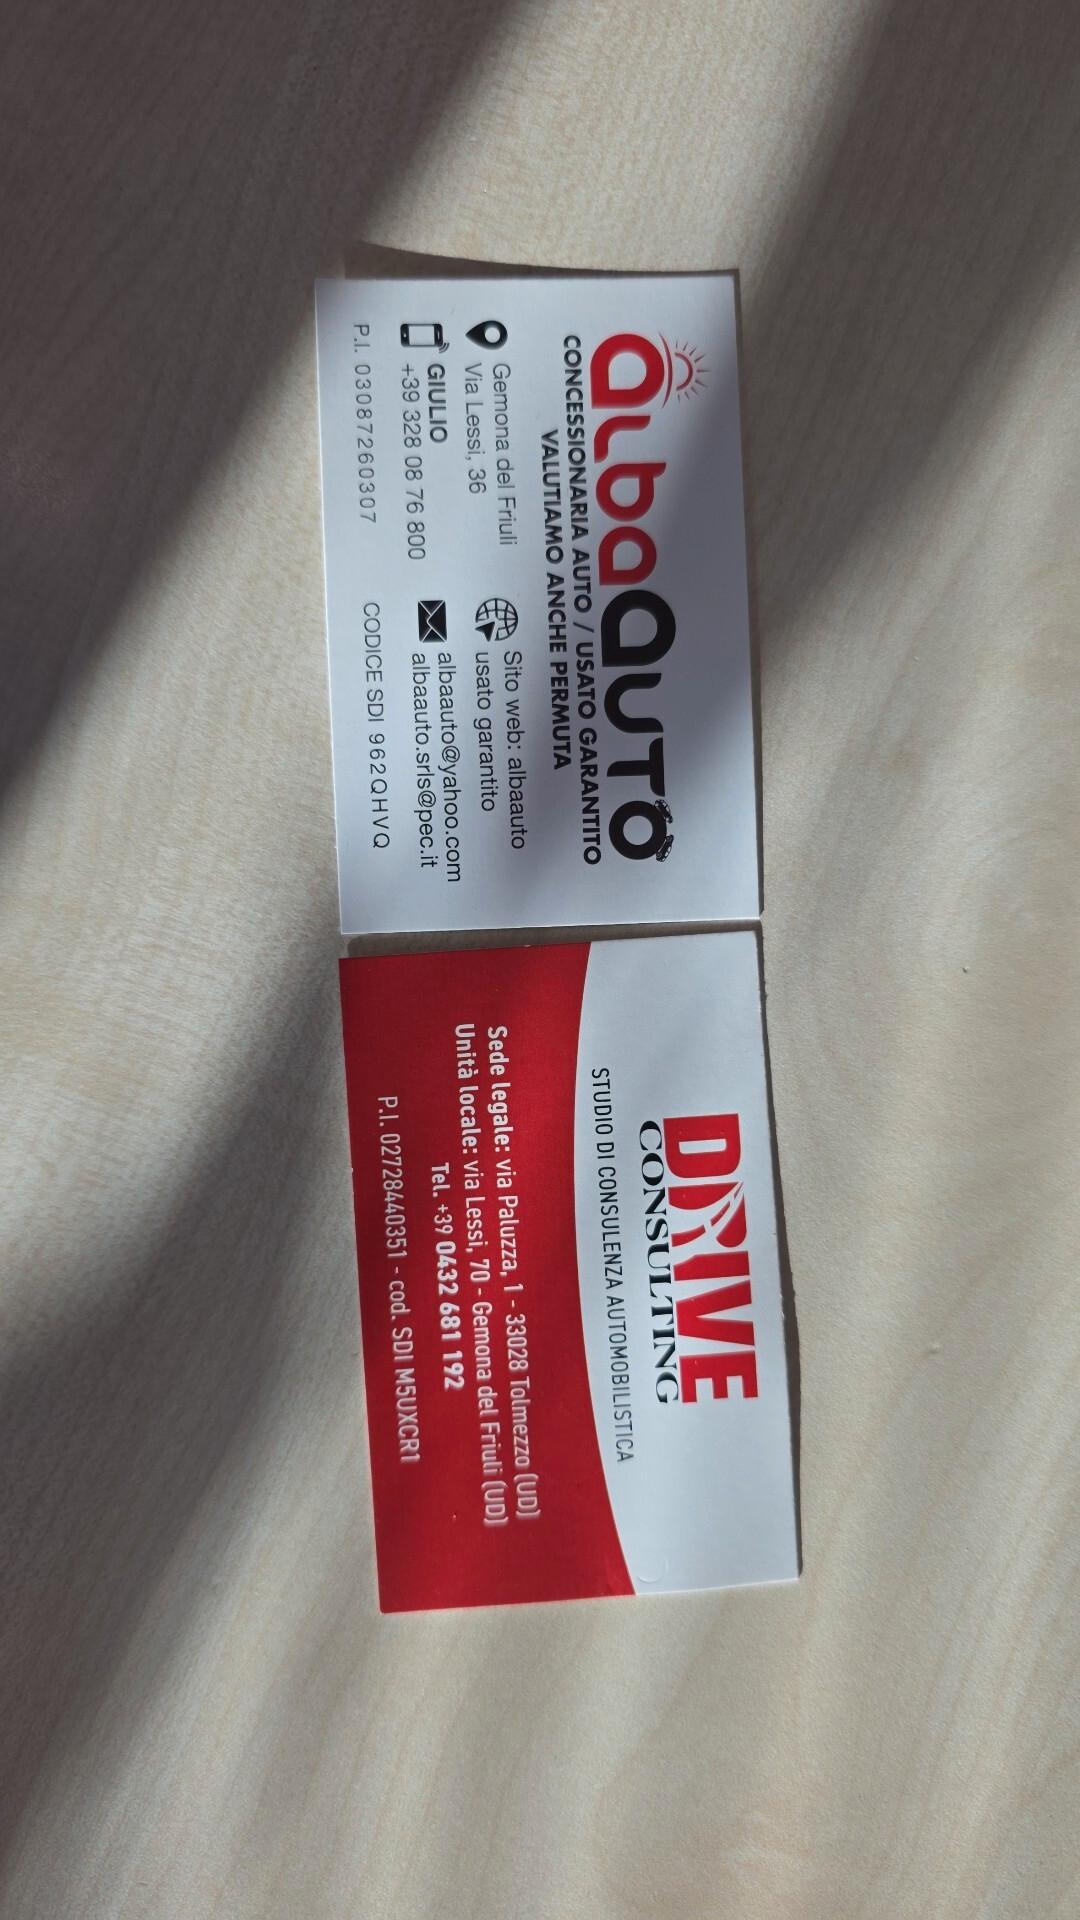 albaauto
CONCESSIONARIA AUTO / USATO GARANTITO
VALUTIAMO ANCHE PERMUTA
Gemona del Friuli
Via Lessi, 36
Sito web: albaauto
usato garantito
GIULIO
+39 328 08 76 800
albaauto@yahoo.com
albaauto.srls@pec.it
P.I. 03087260307
CODICE SDI 962QHVQ
DRIVE
CONSULTING
STUDIO DI CONSULENZA AUTOMOBILISTICA
Sede legale: via Paluzza, 1 - 33028 Tolmezzo (UD)
Unità locale: via Lessi, 70 - Gemona del Friuli (UD)
Tel. +39 0432 681 192
P.I. 02728440351 - cod. SDI M5UXCR1